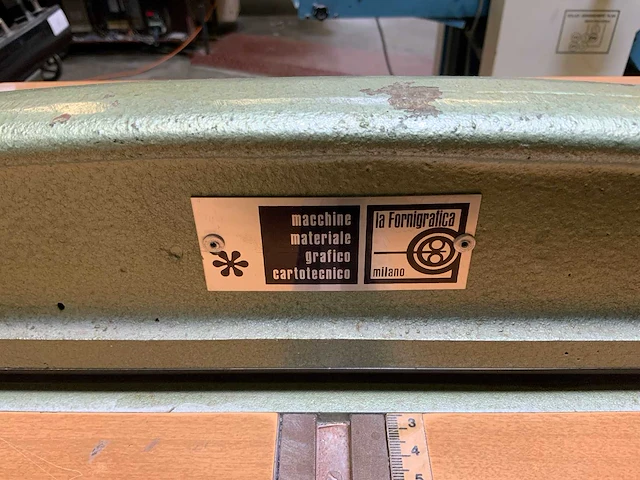 macchine
materiale
grafico
cartotecnico
la Fornigrafica
milano
3
4
5